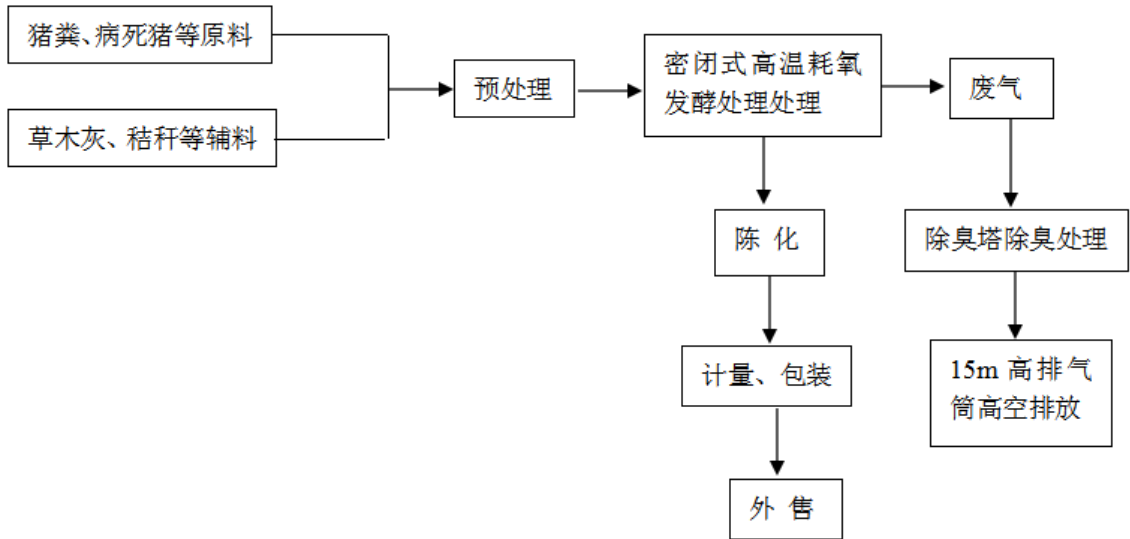 猪粪、病死猪等原料
草木灰、秸秆等辅料
预处理
密闭式高温耗氧
发酵处理处理
废气
陈 化
除臭塔除臭处理
计量、包装
15m 高排气
筒高空排放
外 售